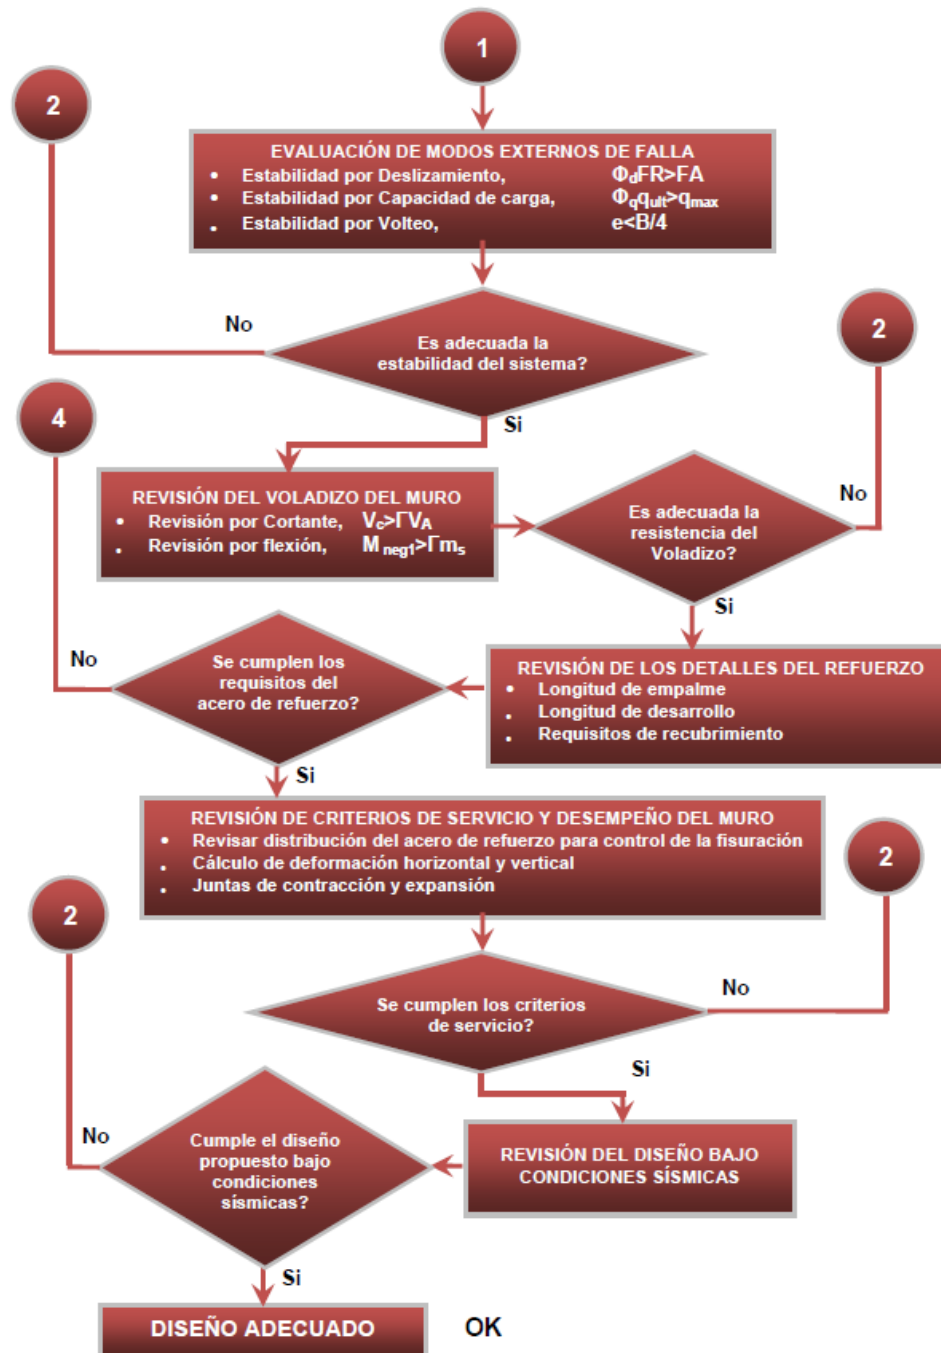 1
2
EVALUACIÓN DE MODOS EXTERNOS DE FALLA
• Estabilidad por Deslizamiento, ΦdFR>FA
• Estabilidad por Capacidad de carga, Φqqult>qmax
. Estabilidad por Volteo, e<B/4
No
Es adecuada la
estabilidad del sistema?
2
Si
4
REVISIÓN DEL VOLADIZO DEL MURO
• Revisión por Cortante, Vc>ΓVA
. Revisión por flexión, M neg1>Γms
Es adecuada la
resistencia del
Voladizo?
No
Si
No
Se cumplen los
requisitos del
acero de refuerzo?
REVISIÓN DE LOS DETALLES DEL REFUERZO
• Longitud de empalme
. Longitud de desarrollo
. Requisitos de recubrimiento
Si
REVISIÓN DE CRITERIOS DE SERVICIO Y DESEMPEÑO DEL MURO
• Revisar distribución del acero de refuerzo para control de la fisuración
. Cálculo de deformación horizontal y vertical
. Juntas de contracción y expansión
2
2
Se cumplen los criterios
de servicio?
No
Si
No
Cumple el diseño
propuesto bajo
condiciones
sísmicas?
REVISIÓN DEL DISEÑO BAJO
CONDICIONES SÍSMICAS
Si
DISEÑO ADECUADO
OK